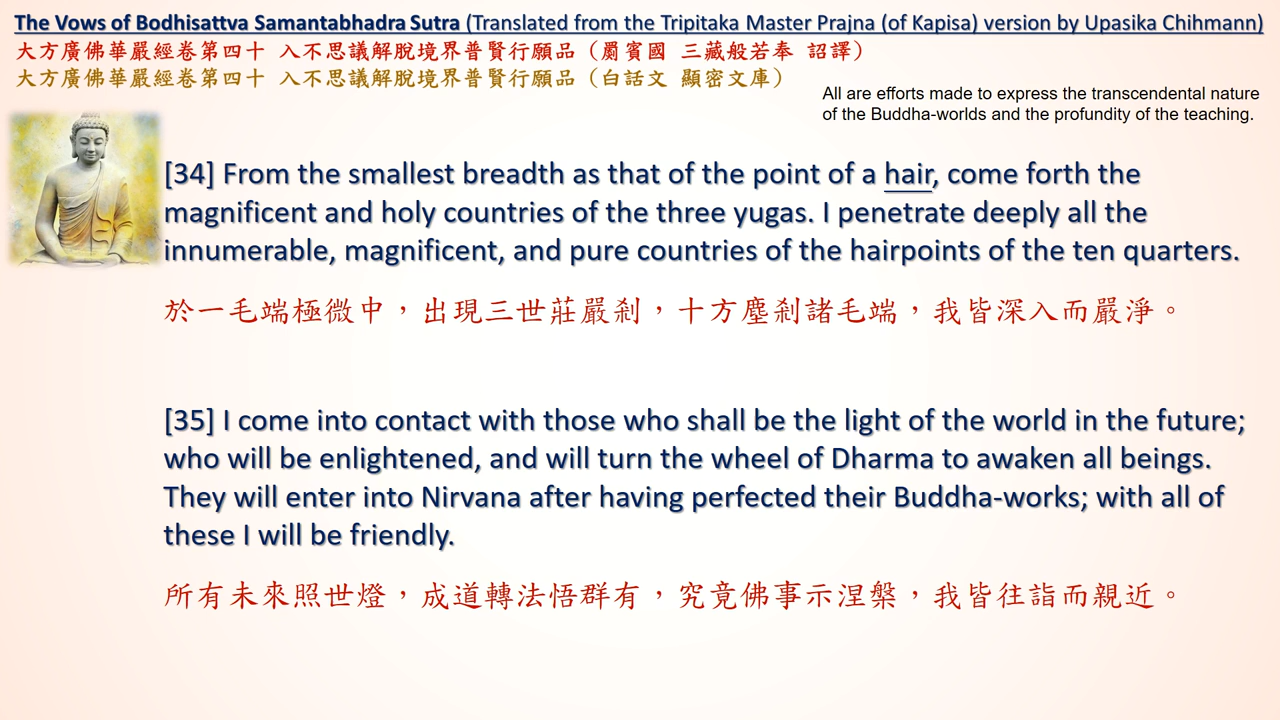 The Vows of Bodhisattva Samantabhadra Sutra (Translated from the Tripitaka Master Prajna (of Kapisa) version by Upasika Chihmann)
大方廣佛華嚴經卷第四十 入不思議解脫境界普賢行願品（罽賓國 三藏般若奉 詔譯）
大方廣佛華嚴經卷第四十 入不思議解脫境界普賢行願品（白話文 顯密文庫）
All are efforts made to express the transcendental nature
of the Buddha-worlds and the profundity of the teaching.
[34] From the smallest breadth as that of the point of a hair, come forth the
magnificent and holy countries of the three yugas. I penetrate deeply all the
innumerable, magnificent, and pure countries of the hairpoints of the ten quarters.
於一毛端極微中，出現三世莊嚴剎，十方塵剎諸毛端，我皆深入而嚴淨。
[35] I come into contact with those who shall be the light of the world in the future;
who will be enlightened, and will turn the wheel of Dharma to awaken all beings.
They will enter into Nirvana after having perfected their Buddha-works; with all of
these I will be friendly.
所有未來照世燈，成道轉法悟群有，究竟佛事示涅槃，我皆往詣而親近。